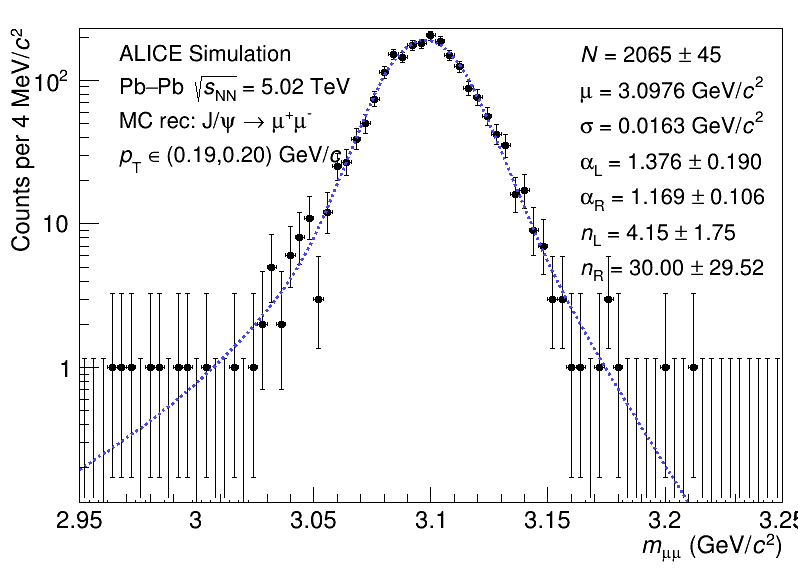 Counts per 4 MeV/c²
ALICE Simulation
Pb–Pb √sNN = 5.02 TeV
MC rec: J/ψ → μ⁺μ⁻
pT ∈ (0.19,0.20) GeV/c
N = 2065 ± 45
μ = 3.0976 GeV/c²
σ = 0.0163 GeV/c²
αL = 1.376 ± 0.190
αR = 1.169 ± 0.106
nL = 4.15 ± 1.75
nR = 30.00 ± 29.52
10²
10
1
2.95 3 3.05 3.1 3.15 3.2 3.25
mμμ (GeV/c²)